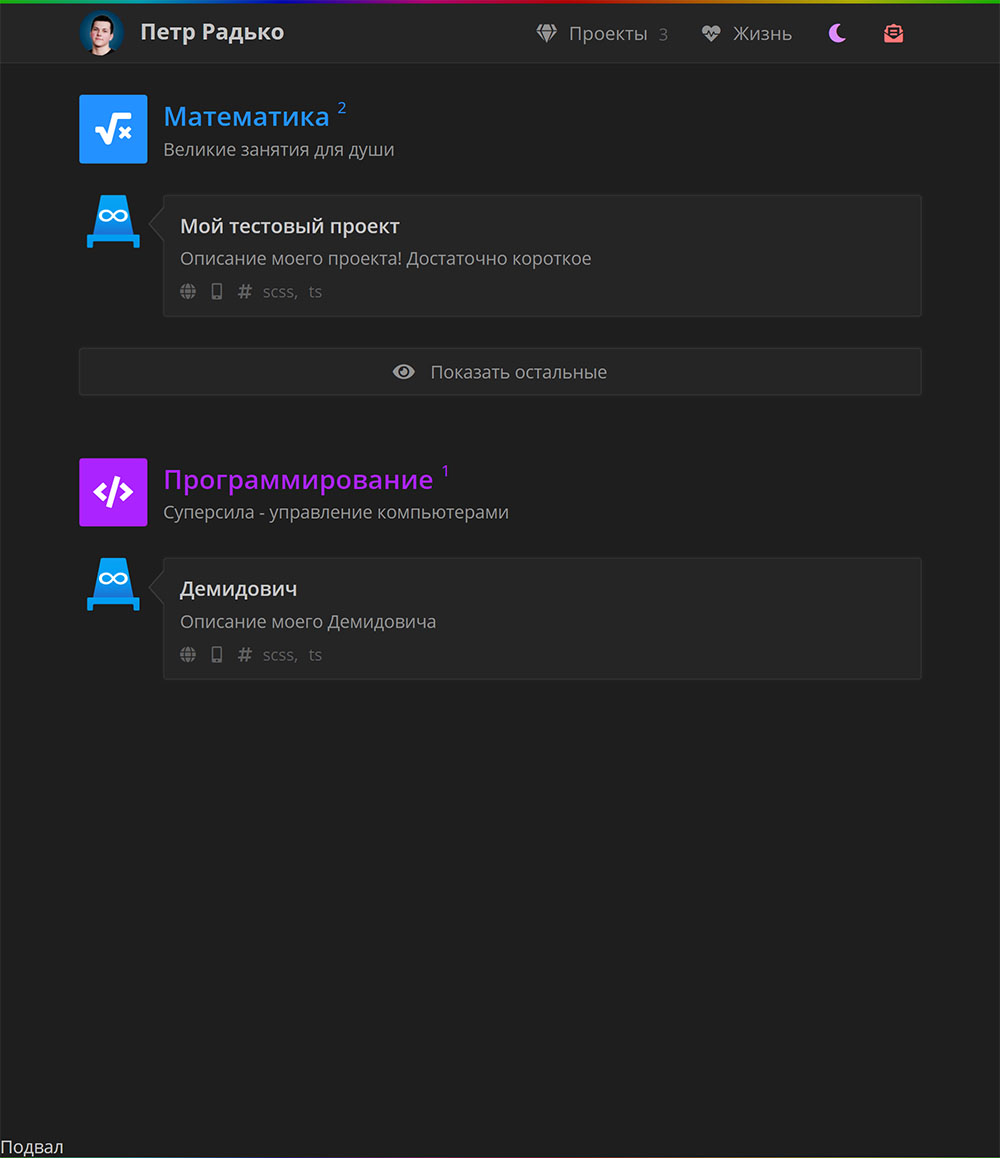 Петр Радько
Проекты 3 Жизнь
Математика 2
Великие занятия для души
Мой тестовый проект
Описание моего проекта! Достаточно короткое
# scss, ts
Показать остальные
Программирование 1
Суперсила - управление компьютерами
Демидович
Описание моего Демидовича
# scss, ts
Подвал